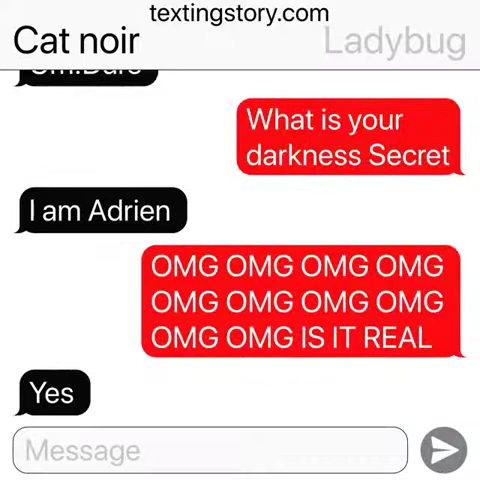 textingstory.com
Cat noir
Ladybug
What is your
darkness Secret
I am Adrien
OMG OMG OMG OMG
OMG OMG OMG OMG
OMG OMG IS IT REAL
Yes
Message